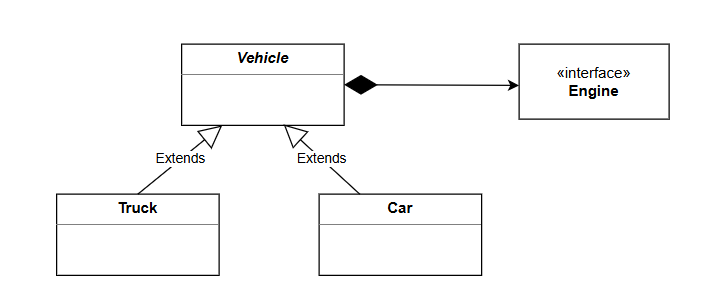 Vehicle
«interface»
Engine
Extends
Extends
Truck
Car